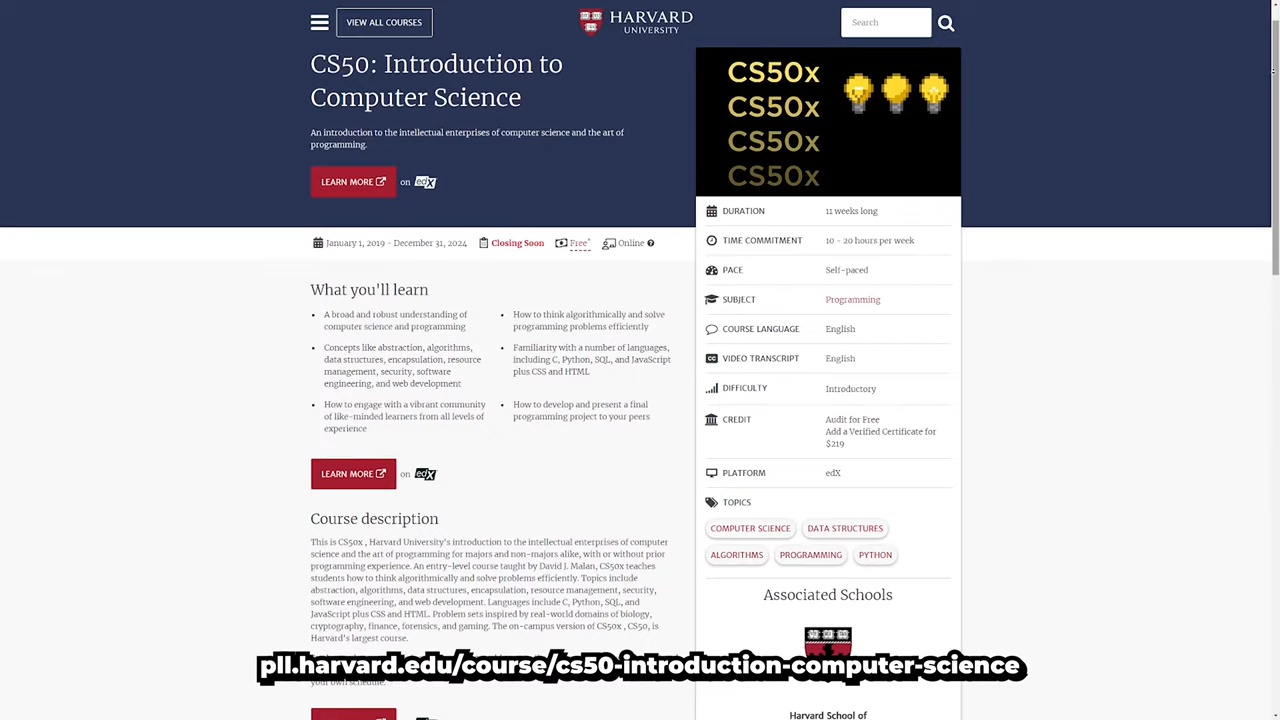 VIEW ALL COURSES
HARVARD
UNIVERSITY
Search
CS50: Introduction to
Computer Science
An introduction to the intellectual enterprises of computer science and the art of
programming.
LEARN MORE on edX
January 1, 2019 - December 31, 2024 Closing Soon Free* Online
What you'll learn
• A broad and robust understanding of
computer science and programming
• Concepts like abstraction, algorithms,
data structures, encapsulation, resource
management, security, software
engineering, and web development
• How to engage with a vibrant community
of like-minded learners from all levels of
experience
• How to think algorithmically and solve
programming problems efficiently
• Familiarity with a number of languages,
including C, Python, SQL, and JavaScript
plus CSS and HTML
• How to develop and present a final
programming project to your peers
LEARN MORE on edX
Course description
This is CS50x , Harvard University's introduction to the intellectual enterprises of computer
science and the art of programming for majors and non-majors alike, with or without prior
programming experience. An entry-level course taught by David J. Malan, CS50x teaches
students how to think algorithmically and solve problems efficiently. Topics include
abstraction, algorithms, data structures, encapsulation, resource management, security,
software engineering, and web development. Languages include C, Python, SQL, and
JavaScript plus CSS and HTML. Problem sets inspired by real-world domains of biology,
cryptography, finance, forensics, and gaming. The on-campus version of CS50x , CS50, is
Harvard's largest course.
your own schedule.
CS50x
CS50x
CS50x
CS50x
DURATION 11 weeks long
TIME COMMITMENT 10 - 20 hours per week
PACE Self-paced
SUBJECT Programming
COURSE LANGUAGE English
CC VIDEO TRANSCRIPT English
DIFFICULTY Introductory
CREDIT Audit for Free
Add a Verified Certificate for
$219
PLATFORM edX
TOPICS
COMPUTER SCIENCE DATA STRUCTURES
ALGORITHMS PROGRAMMING PYTHON
Associated Schools
Harvard School of
pll.harvard.edu/course/cs50-introduction-computer-science